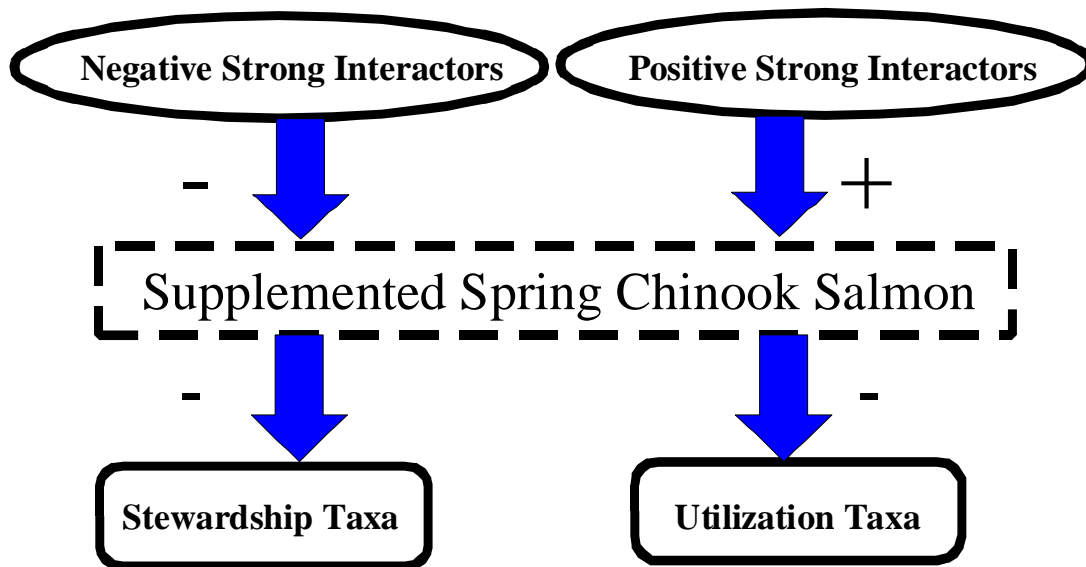 Negative Strong Interactors
Positive Strong Interactors
-
+
Supplemented Spring Chinook Salmon
-
-
Stewardship Taxa
Utilization Taxa